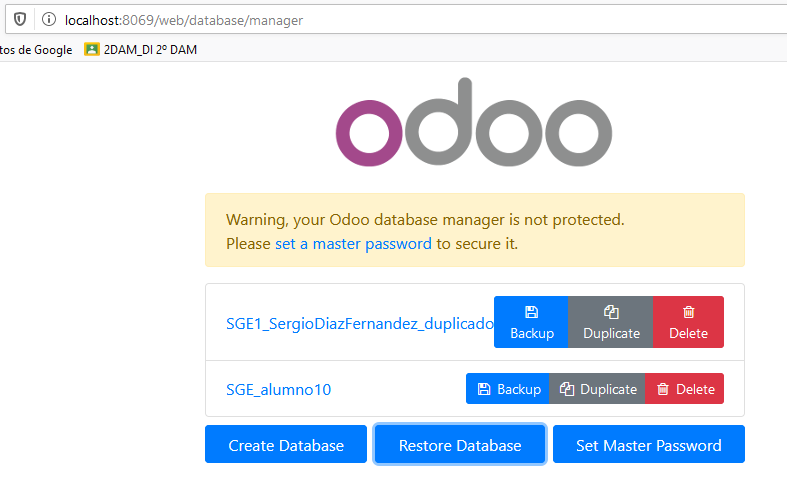 localhost:8069/web/database/manager
tos de Google 2DAM_DI 2º DAM
odoo
Warning, your Odoo database manager is not protected.
Please set a master password to secure it.
SGE1_SergioDiazFernandez_duplicado Backup Duplicate Delete
SGE_alumno10 Backup Duplicate Delete
Create Database Restore Database Set Master Password